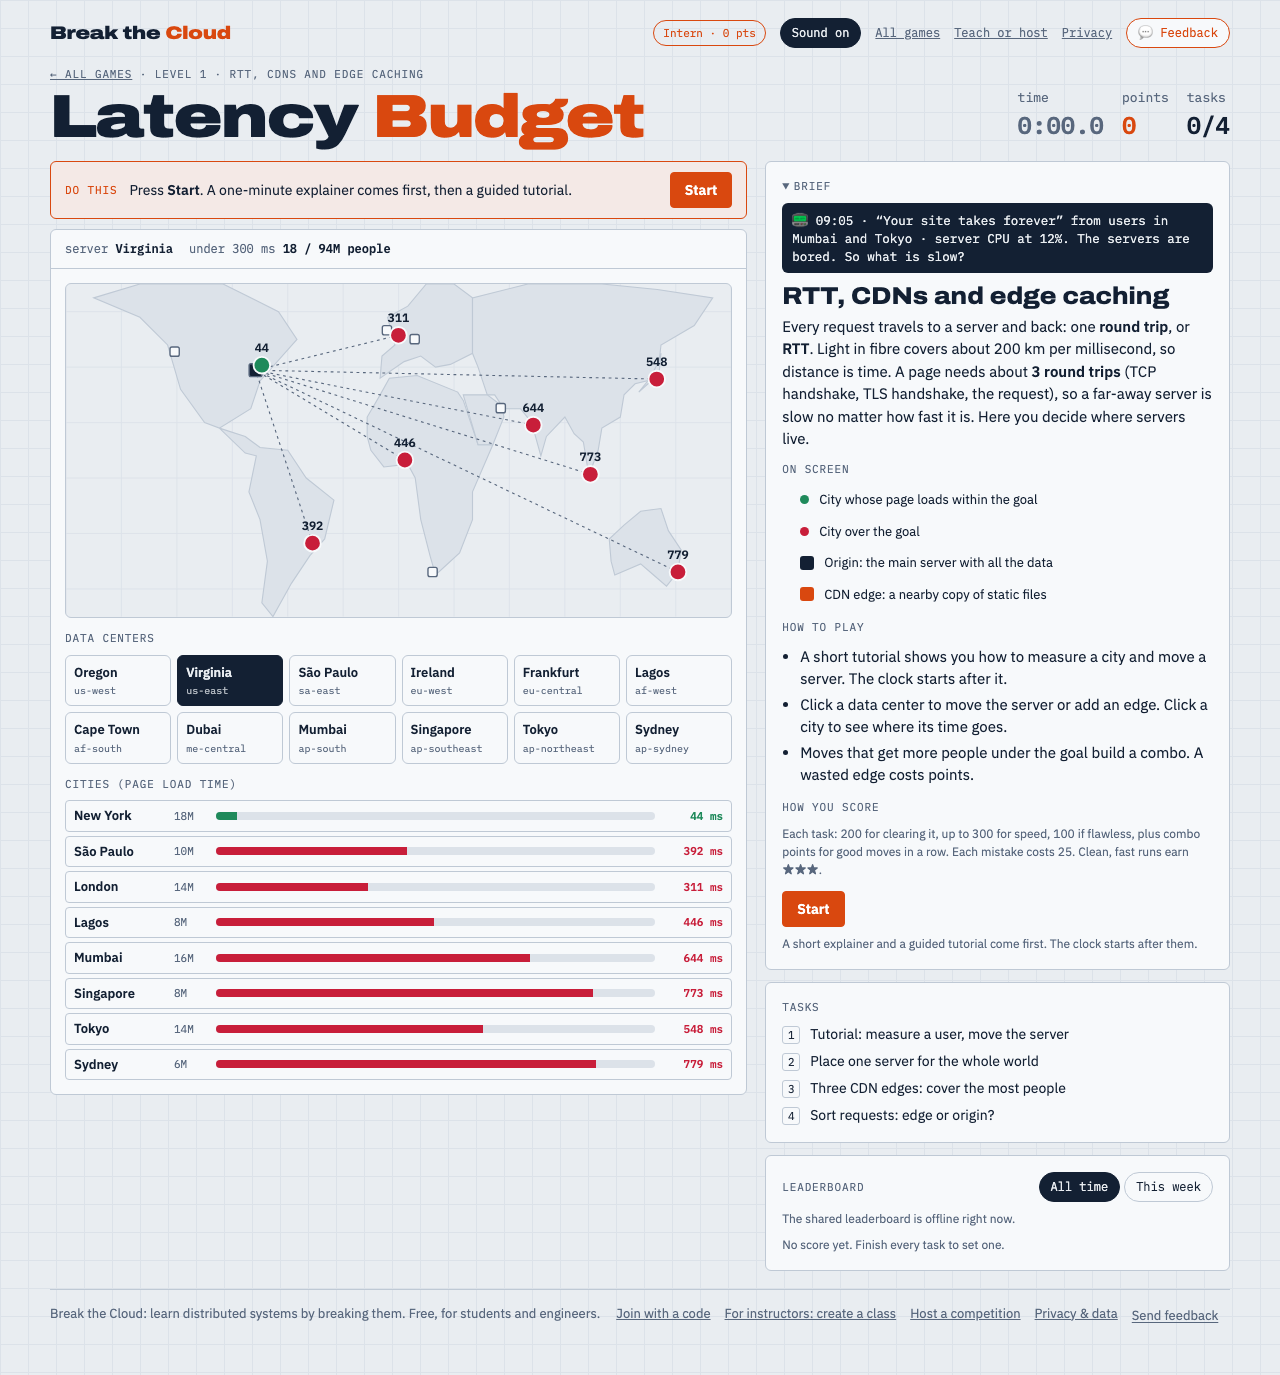 Break the Cloud
Intern · 0 pts
Sound on
All games
Teach or host
Privacy
💬 Feedback
← ALL GAMES · LEVEL 1 · RTT, CDNS AND EDGE CACHING
Latency Budget
time
points
tasks
0:00.0
0
0/4
DO THIS Press Start. A one-minute explainer comes first, then a guided tutorial.
Start
server Virginia under 300 ms 18 / 94M people
311
44
548
644
446
773
392
779
DATA CENTERS
Oregon
us-west
Virginia
us-east
São Paulo
sa-east
Ireland
eu-west
Frankfurt
eu-central
Lagos
af-west
Cape Town
af-south
Dubai
me-central
Mumbai
ap-south
Singapore
ap-southeast
Tokyo
ap-northeast
Sydney
ap-sydney
CITIES (PAGE LOAD TIME)
New York 18M 44 ms
São Paulo 10M 392 ms
London 14M 311 ms
Lagos 8M 446 ms
Mumbai 16M 644 ms
Singapore 8M 773 ms
Tokyo 14M 548 ms
Sydney 6M 779 ms
▼ BRIEF
09:05 · “Your site takes forever” from users in
Mumbai and Tokyo · server CPU at 12%. The servers are
bored. So what is slow?
RTT, CDNs and edge caching
Every request travels to a server and back: one round trip, or
RTT. Light in fibre covers about 200 km per millisecond, so
distance is time. A page needs about 3 round trips (TCP
handshake, TLS handshake, the request), so a far-away server is
slow no matter how fast it is. Here you decide where servers
live.
ON SCREEN
City whose page loads within the goal
City over the goal
Origin: the main server with all the data
CDN edge: a nearby copy of static files
HOW TO PLAY
• A short tutorial shows you how to measure a city and move a
server. The clock starts after it.
• Click a data center to move the server or add an edge. Click a
city to see where its time goes.
• Moves that get more people under the goal build a combo. A
wasted edge costs points.
HOW YOU SCORE
Each task: 200 for clearing it, up to 300 for speed, 100 if flawless, plus combo
points for good moves in a row. Each mistake costs 25. Clean, fast runs earn
★★★.
Start
A short explainer and a guided tutorial come first. The clock starts after them.
TASKS
1 Tutorial: measure a user, move the server
2 Place one server for the whole world
3 Three CDN edges: cover the most people
4 Sort requests: edge or origin?
LEADERBOARD
All time
This week
The shared leaderboard is offline right now.
No score yet. Finish every task to set one.
Break the Cloud: learn distributed systems by breaking them. Free, for students and engineers.
Join with a code
For instructors: create a class
Host a competition
Privacy & data
Send feedback